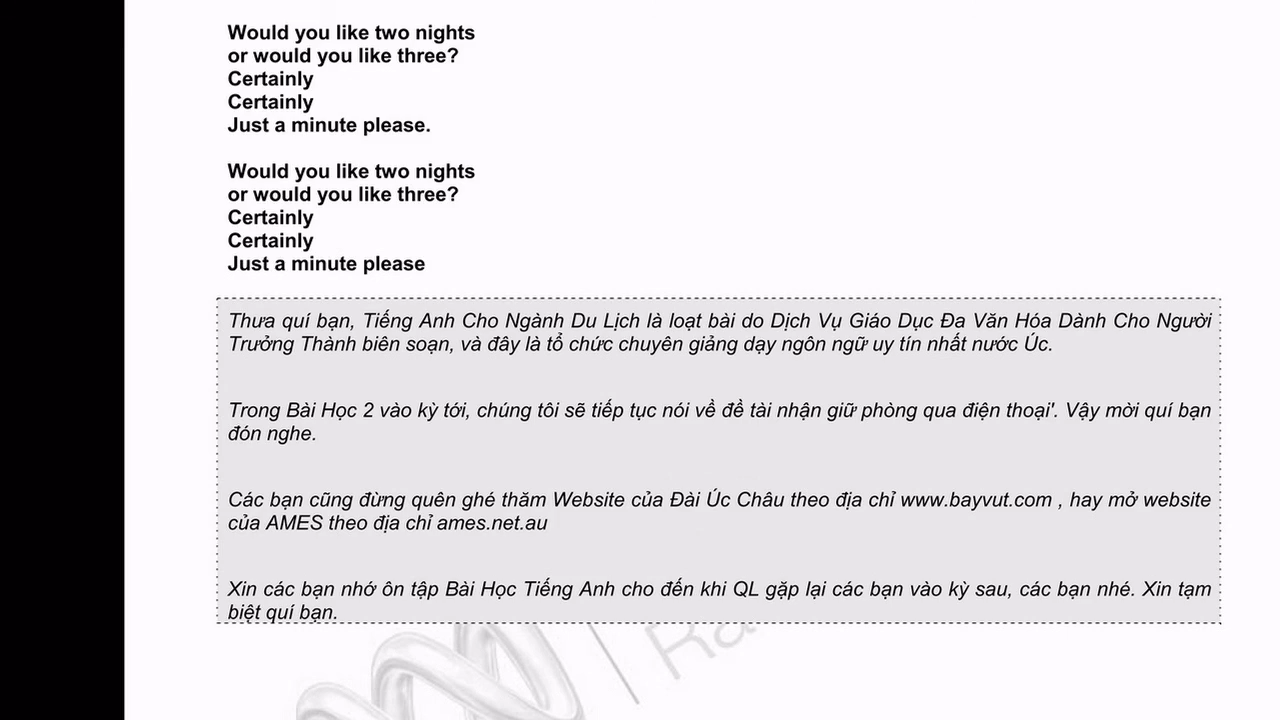 Would you like two nights
or would you like three?
Certainly
Certainly
Just a minute please.
Would you like two nights
or would you like three?
Certainly
Certainly
Just a minute please
Thưa quí bạn, Tiếng Anh Cho Ngành Du Lịch là loạt bài do Dịch Vụ Giáo Dục Đa Văn Hóa Dành Cho Người
Trưởng Thành biên soạn, và đây là tổ chức chuyên giảng dạy ngôn ngữ uy tín nhất nước Úc.
Trong Bài Học 2 vào kỳ tới, chúng tôi sẽ tiếp tục nói về đề tài nhận giữ phòng qua điện thoại'. Vậy mời quí bạn
đón nghe.
Các bạn cũng đừng quên ghé thăm Website của Đài Úc Châu theo địa chỉ www.bayvut.com , hay mở website
của AMES theo địa chỉ ames.net.au
Xin các bạn nhớ ôn tập Bài Học Tiếng Anh cho đến khi QL gặp lại các bạn vào kỳ sau, các bạn nhé. Xin tạm
biệt quí bạn.